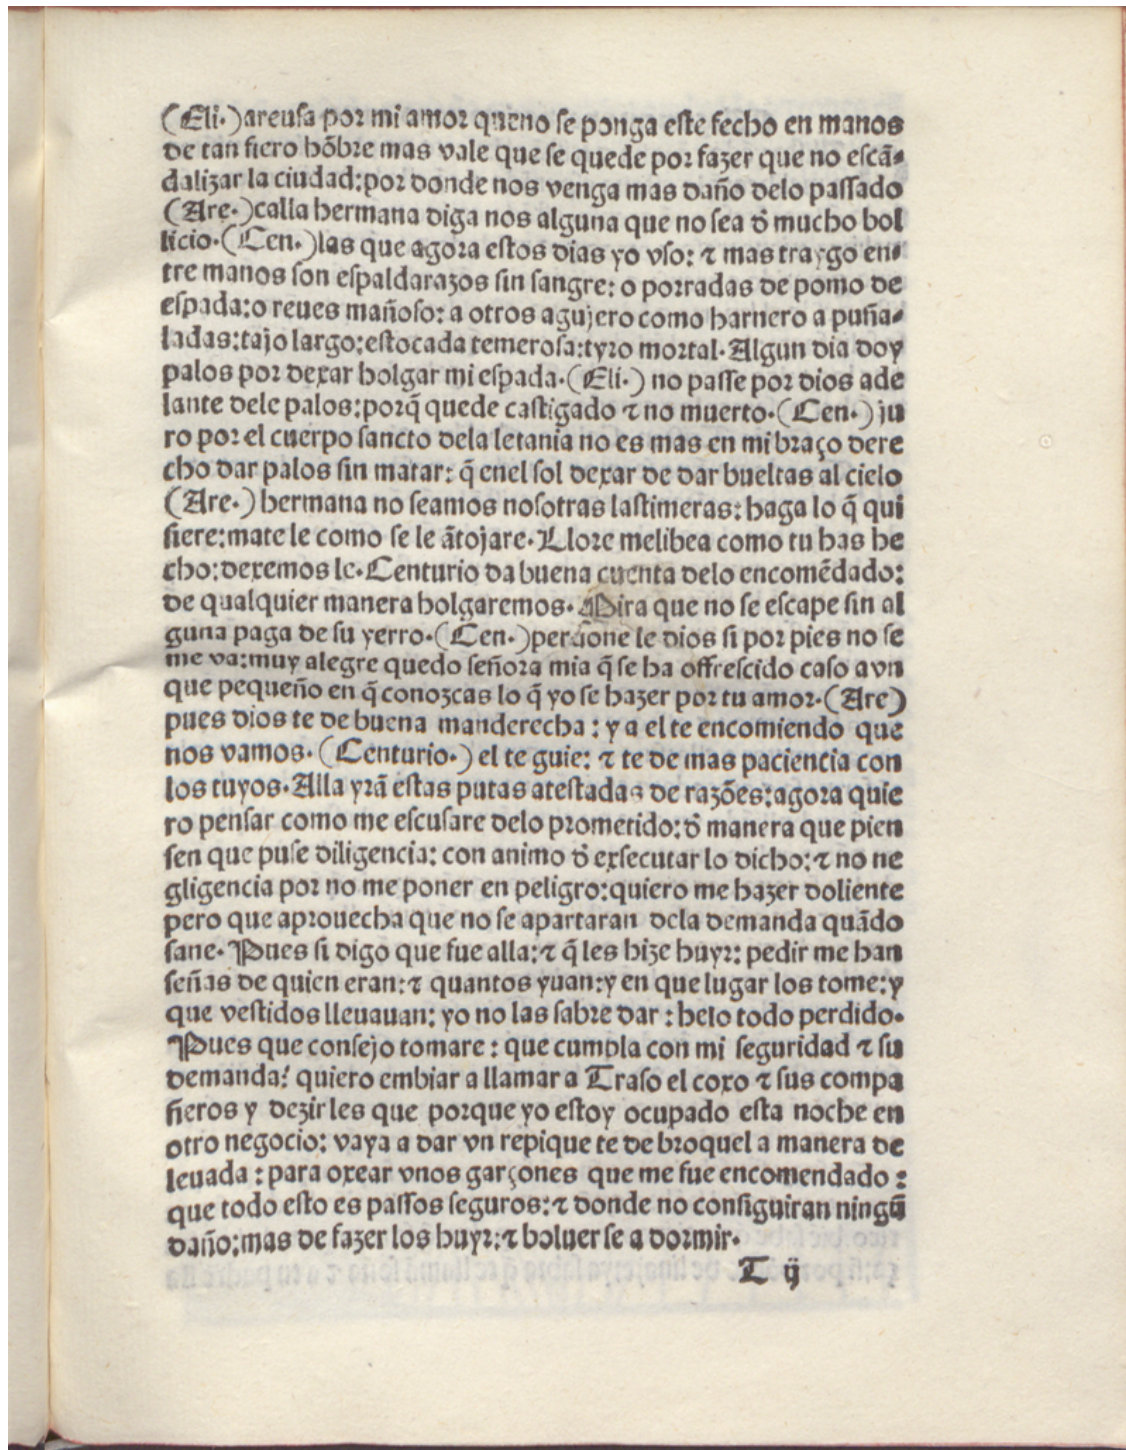 (Eli.)areusa por mi amor que no se ponga este fecho en manos
de tan fiero hõbre mas vale que se quede por fazer que no escã-
dalizar la ciudad:por donde nos venga mas daño delo passado
(Are.)calla hermana diga nos alguna que no sea đ mucho bol
licio.(Cen.)las que agora estos dias yo vso: ⁊ mas traygo en-
tre manos son espaldarazos sin sangre: o porradas de pomo de
espada:o reues mañoso: a otros agujero como harnero a puña-
ladas:tajo largo:estocada temerosa:tyro mortal.Algun dia doy
palos por dexar holgar mi espada.(Eli.) no passe por dios ade
lante dele palos:porq̃ quede castigado ⁊ no muerto.(Cen.)ju
ro por el cuerpo sancto dela letania no es mas en mi braço dere
cho dar palos sin matar: q̃ enel sol dexar de dar bueltas al cielo
(Are.) hermana no seamos nosotras lastimeras: haga lo q̃ qui
siere:mate le como se le ãtojare.Llore melibea como tu has he
cho:dexemos le.Centurio da buena cuenta delo encomẽdado:
de qualquier manera holgaremos. Mira que no se escape sin al
guna paga de su yerro.(Cen.)perdone le dios si por pies no se
me va:muy alegre quedo señora mia q̃ se ha offrescido caso avn
que pequeño en q̃ conozcas lo q̃ yo se hazer por tu amor.(Are)
pues dios te de buena manderecha : y a el te encomiendo que
nos vamos. (Centurio.) el te guie: ⁊ te de mas paciencia con
los tuyos.Alla yrã estas putas atestadas de razões:agora quie
ro pensar como me escusare delo prometido:đ manera que pien
sen que puse diligencia: con animo đ exsecutar lo dicho:⁊ no ne
gligencia por no me poner en peligro:quiero me hazer doliente
pero que aprouecha que no se apartaran dela demanda quãdo
sane. Pues si digo que fue alla:⁊ q̃ les hize huyr: pedir me han
señas de quien eran:⁊ quantos yuan:y en que lugar los tome:y
que vestidos lleuauan: yo no las sabre dar : helo todo perdido.
Pues que consejo tomare : que cumpla con mi seguridad ⁊ su
demanda? quiero embiar a llamar a Traso el coxo ⁊ sus compa
ñeros y dezir les que porque yo estoy ocupado esta noche en
otro negocio: vaya a dar vn repique te de broquel a manera de
leuada : para oxear vnos garçones que me fue encomendado :
que todo esto es passos seguros:⁊ donde no consiguiran ningũ
daño:mas de fazer los huyr:⁊ boluer se a dormir.
T ij